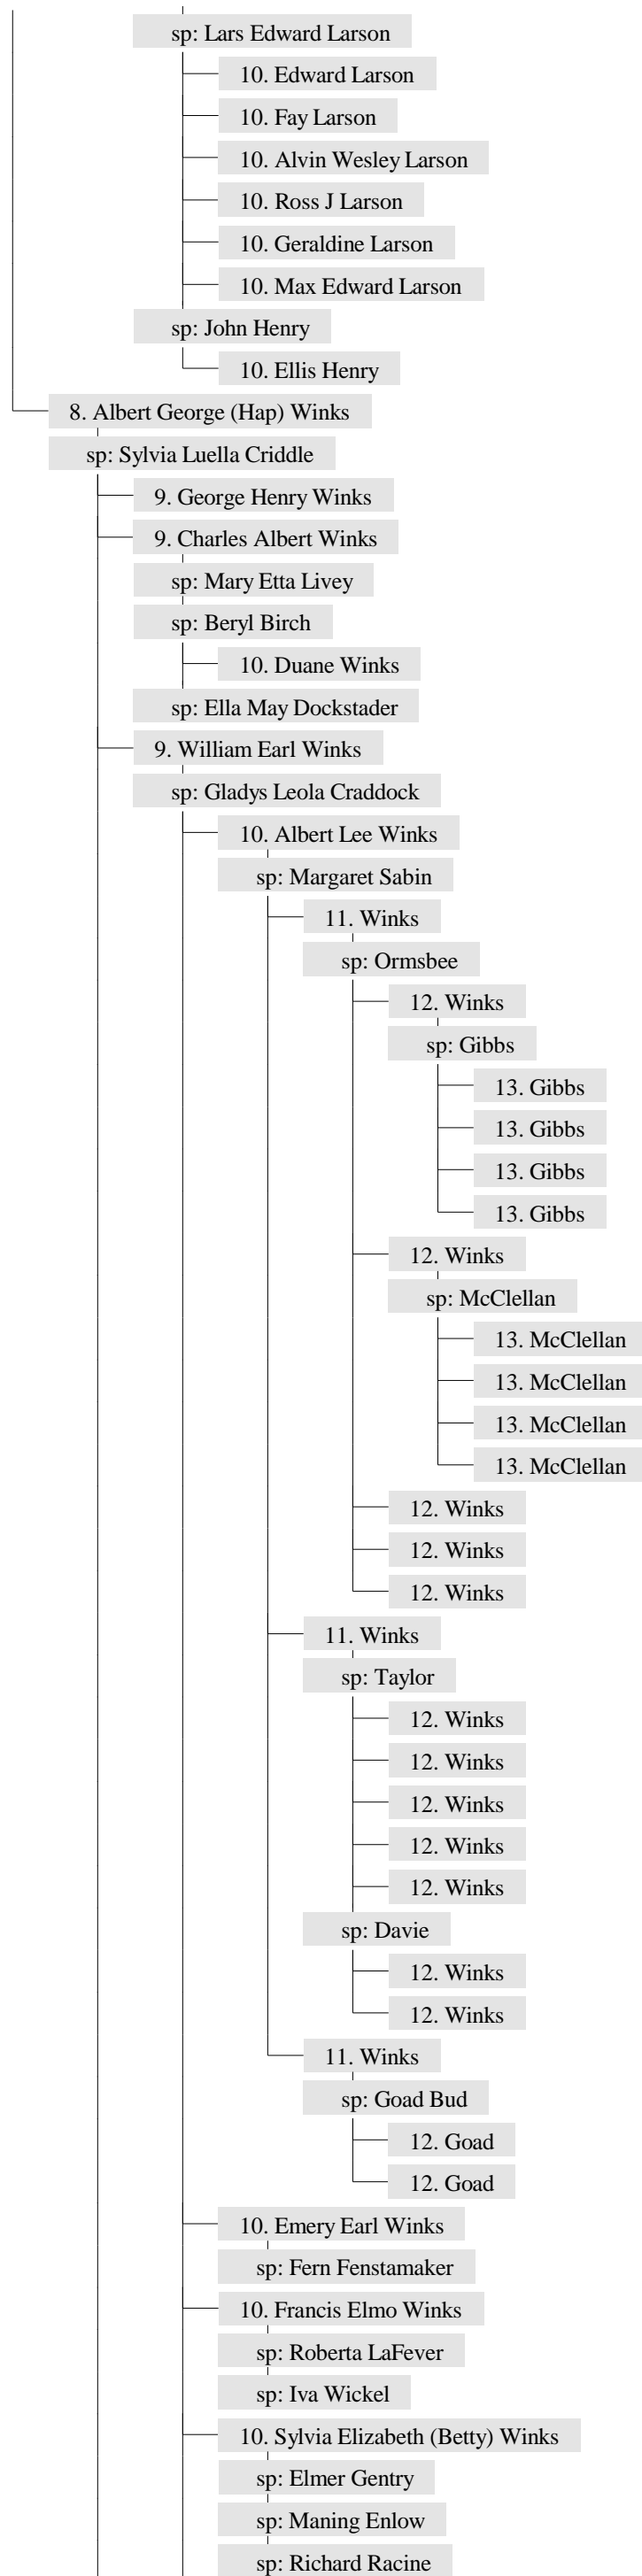 sp: Lars Edward Larson
10. Edward Larson
10. Fay Larson
10. Alvin Wesley Larson
10. Ross J Larson
10. Geraldine Larson
10. Max Edward Larson
sp: John Henry
10. Ellis Henry
8. Albert George (Hap) Winks
sp: Sylvia Luella Criddle
9. George Henry Winks
9. Charles Albert Winks
sp: Mary Etta Livey
sp: Beryl Birch
10. Duane Winks
sp: Ella May Dockstader
9. William Earl Winks
sp: Gladys Leola Craddock
10. Albert Lee Winks
sp: Margaret Sabin
11. Winks
sp: Ormsbee
12. Winks
sp: Gibbs
13. Gibbs
13. Gibbs
13. Gibbs
13. Gibbs
12. Winks
sp: McClellan
13. McClellan
13. McClellan
13. McClellan
13. McClellan
12. Winks
12. Winks
12. Winks
11. Winks
sp: Taylor
12. Winks
12. Winks
12. Winks
12. Winks
12. Winks
sp: Davie
12. Winks
12. Winks
11. Winks
sp: Goad Bud
12. Goad
12. Goad
10. Emery Earl Winks
sp: Fern Fenstamaker
10. Francis Elmo Winks
sp: Roberta LaFever
sp: Iva Wickel
10. Sylvia Elizabeth (Betty) Winks
sp: Elmer Gentry
sp: Maning Enlow
sp: Richard Racine